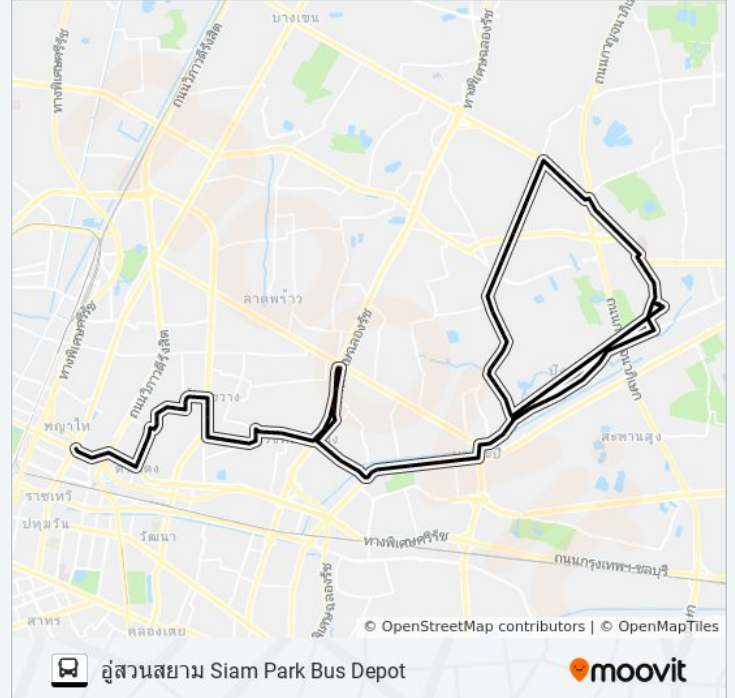 บางเขน
ทางพิเศษศรีรัช
ถนนวิภาวดีรังสิต
ทางพิเศษฉลองรัช
ลาดพร้าว
ทางพิเศษศรีรัช
ถนนวิภาวดีรังสิต
พญาไท
สะพานสูง
ราชเทวี
ปทุมวัน
วัฒนา
ทางพิเศษศรีรัช
ถนนกรุงเทพฯ-ชลบุรี
สาทร
คลองเตย
© OpenStreetMap contributors | © OpenMapTiles
อู่สวนสยาม Siam Park Bus Depot
moovit